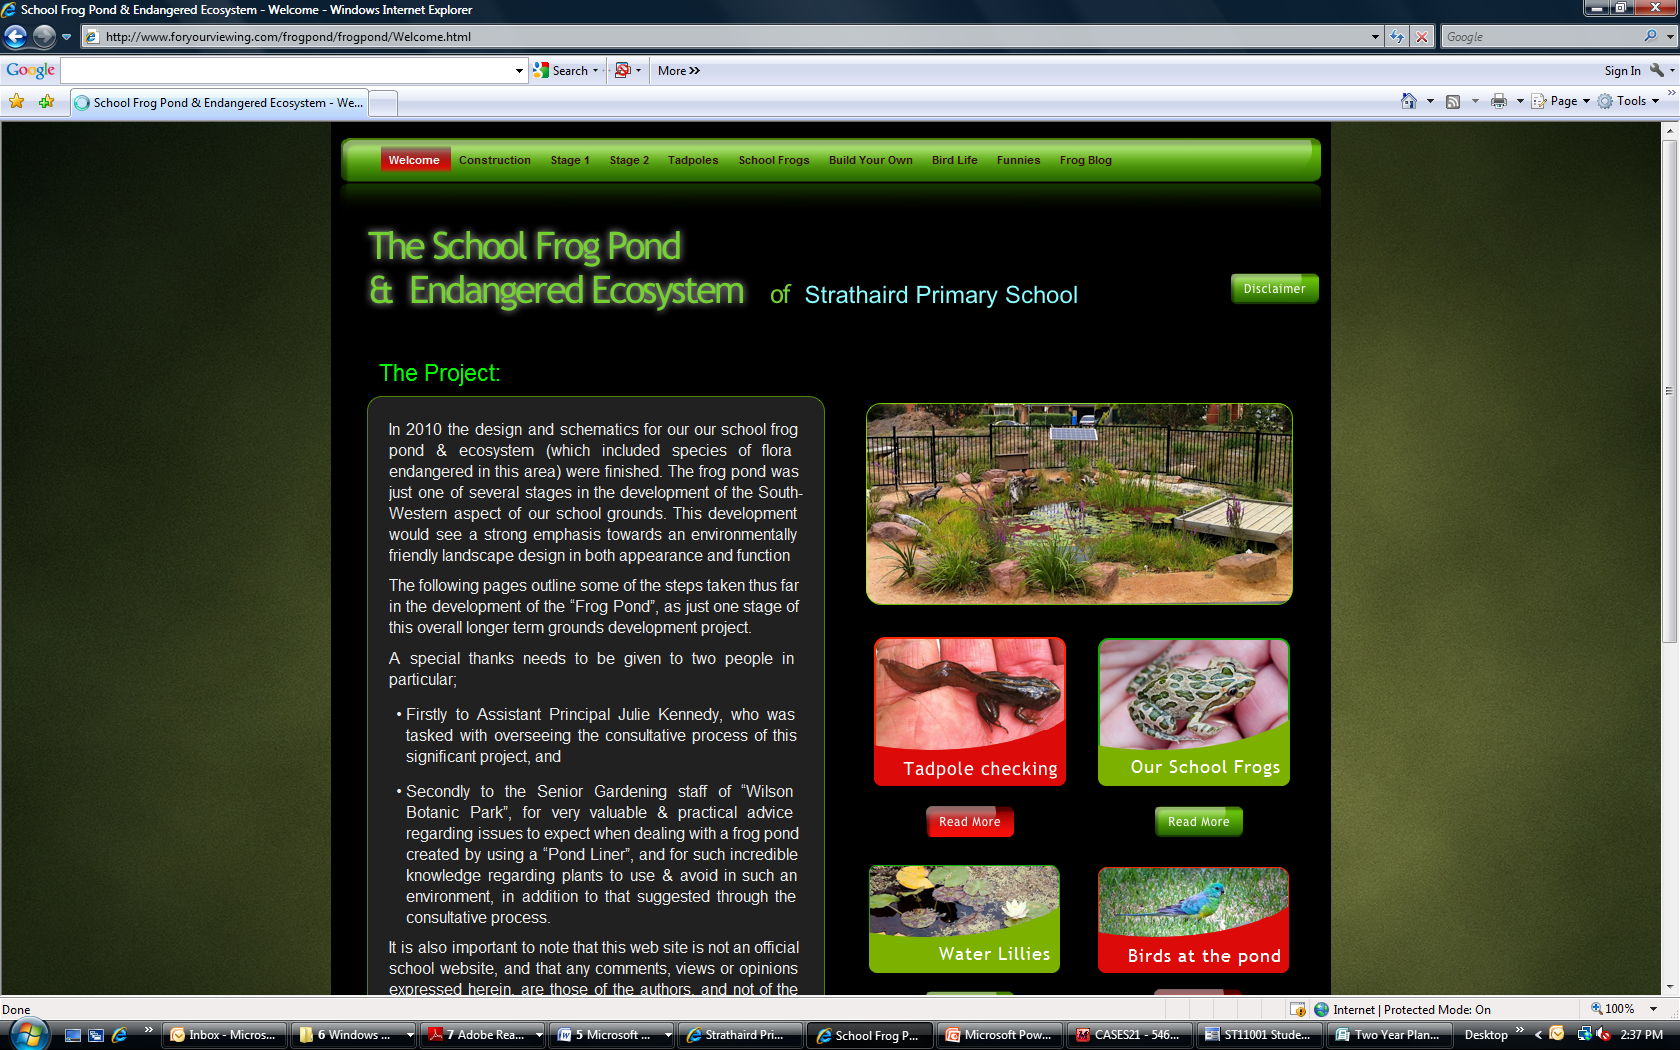 School Frog Pond & Endangered Ecosystem - Welcome - Windows Internet Explorer
http://www.foryourviewing.com/frogpond/frogpond/Welcome.html
Google
Google Search More
Sign In
School Frog Pond & Endangered Ecosystem - We...
Page Tools
Welcome Construction Stage 1 Stage 2 Tadpoles School Frogs Build Your Own Bird Life Funnies Frog Blog
The School Frog Pond
& Endangered Ecosystem of Strathaird Primary School
Disclaimer
The Project:
In 2010 the design and schematics for our our school frog
pond & ecosystem (which included species of flora
endangered in this area) were finished. The frog pond was
just one of several stages in the development of the South-
Western aspect of our school grounds. This development
would see a strong emphasis towards an environmentally
friendly landscape design in both appearance and function
The following pages outline some of the steps taken thus far
in the development of the “Frog Pond”, as just one stage of
this overall longer term grounds development project.
A special thanks needs to be given to two people in
particular;
• Firstly to Assistant Principal Julie Kennedy, who was
tasked with overseeing the consultative process of this
significant project, and
• Secondly to the Senior Gardening staff of “Wilson
Botanic Park”, for very valuable & practical advice
regarding issues to expect when dealing with a frog pond
created by using a “Pond Liner”, and for such incredible
knowledge regarding plants to use & avoid in such an
environment, in addition to that suggested through the
consultative process.
It is also important to note that this web site is not an official
school website, and that any comments, views or opinions
expressed herein, are those of the authors, and not of the
Tadpole checking
Our School Frogs
Read More
Read More
Water Lillies
Birds at the pond
Done
Internet | Protected Mode: On
100%
Inbox - Micros...
6 Windows ...
7 Adobe Rea...
5 Microsoft ...
Strathaird Pri...
School Frog P...
Microsoft Pow...
CASES21 - 546...
ST11001 Stude...
Two Year Plan...
Desktop
2:37 PM